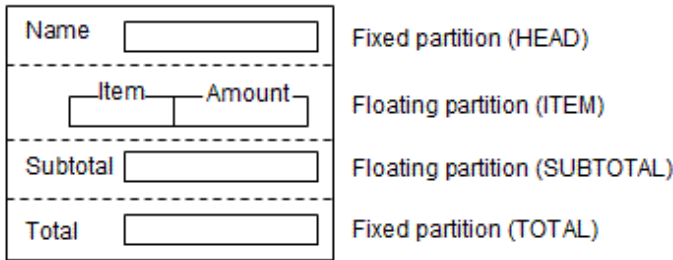 Name Fixed partition (HEAD)
Item Amount Floating partition (ITEM)
Subtotal Floating partition (SUBTOTAL)
Total Fixed partition (TOTAL)